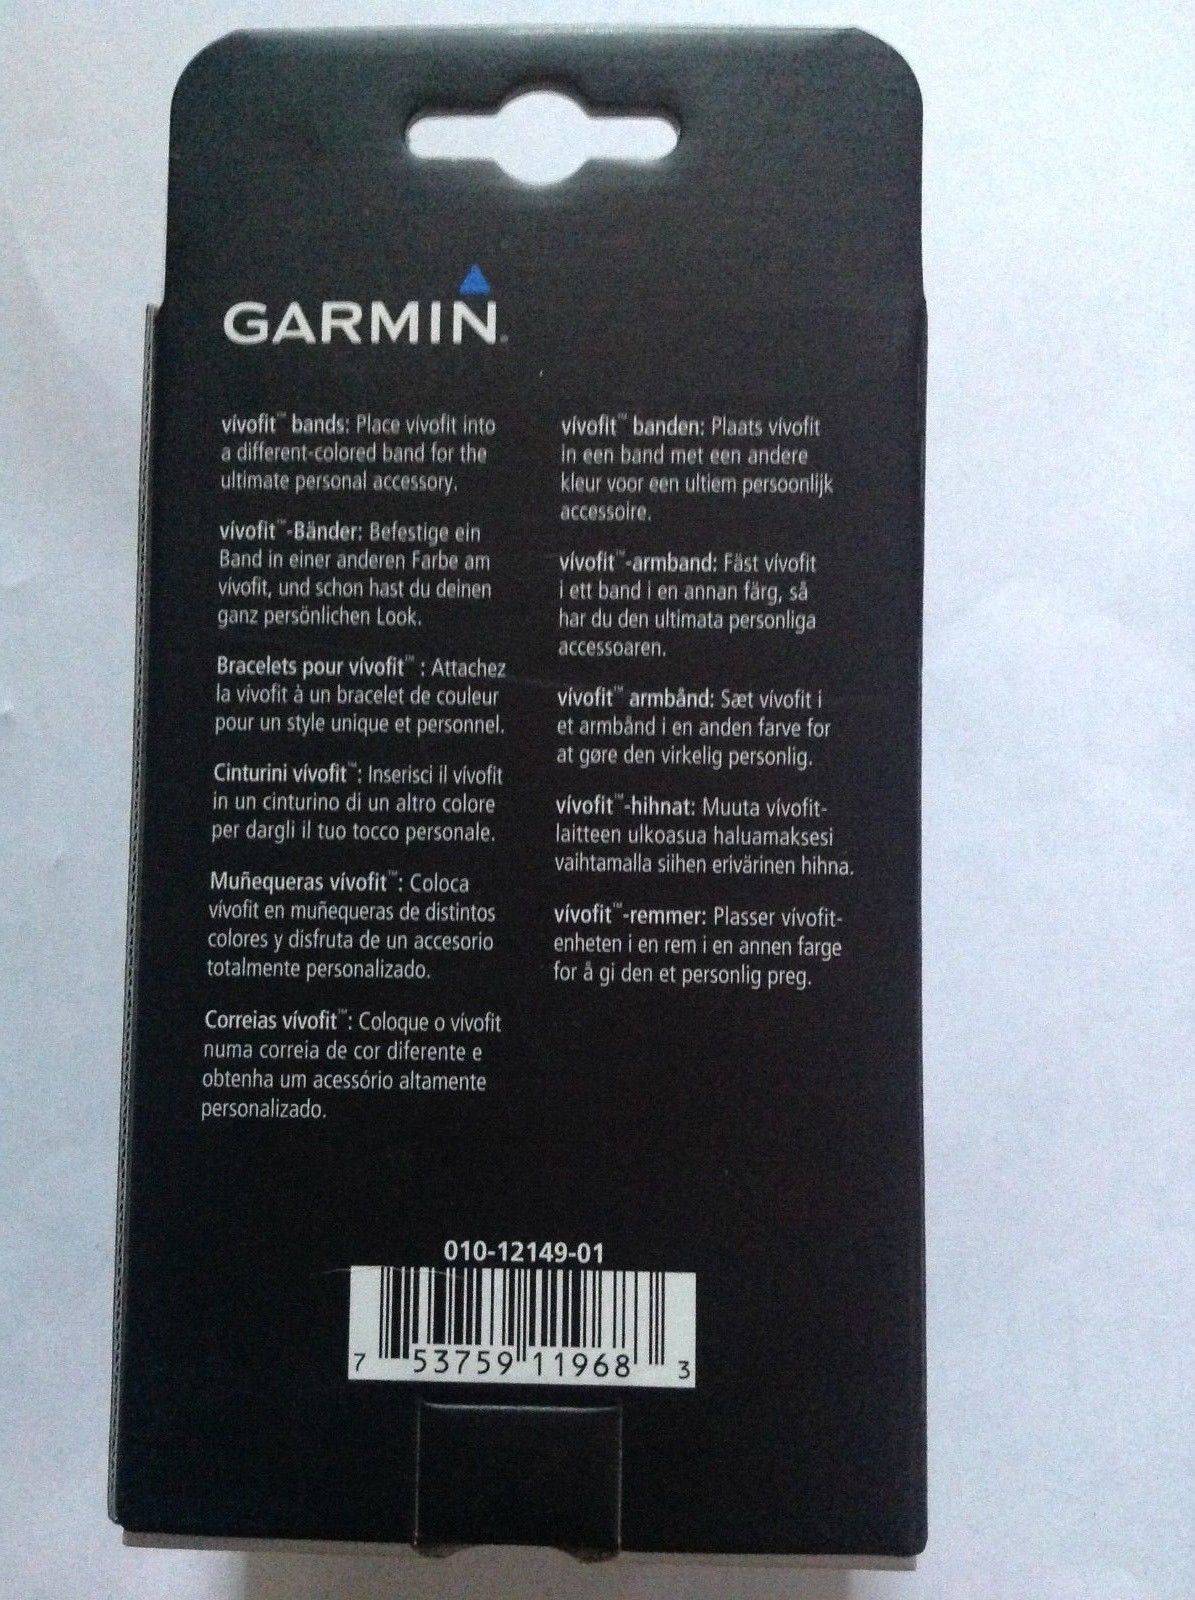 GARMIN
vívofit™ bands: Place vívofit into
a different-colored band for the
ultimate personal accessory.
vívofit™-Bänder: Befestige ein
Band in einer anderen Farbe am
vívofit, und schon hast du deinen
ganz persönlichen Look.
Bracelets pour vívofit™ : Attachez
la vívofit à un bracelet de couleur
pour un style unique et personnel.
Cinturini vívofit™: Inserisci il vívofit
in un cinturino di un altro colore
per dargli il tuo tocco personale.
Muñequeras vívofit™: Coloca
vívofit en muñequeras de distintos
colores y disfruta de un accesorio
totalmente personalizado.
Correias vívofit™: Coloque o vívofit
numa correia de cor diferente e
obtenha um acessório altamente
personalizado.
vívofit™ banden: Plaats vívofit
in een band met een andere
kleur voor een ultiem persoonlijk
accessoire.
vívofit™-armband: Fäst vívofit
i ett band i en annan färg, så
har du den ultimata personliga
accessoaren.
vívofit™ armbånd: Sæt vívofit i
et armbånd i en anden farve for
at gøre den virkelig personlig.
vívofit™-hihnat: Muuta vívofit-
laitteen ulkoasua haluamaksesi
vaihtamalla siihen erivärinen hihna.
vívofit™-remmer: Plasser vívofit-
enheten i en rem i en annen farge
for å gi den et personlig preg.
010-12149-01
7 53759 11968 3